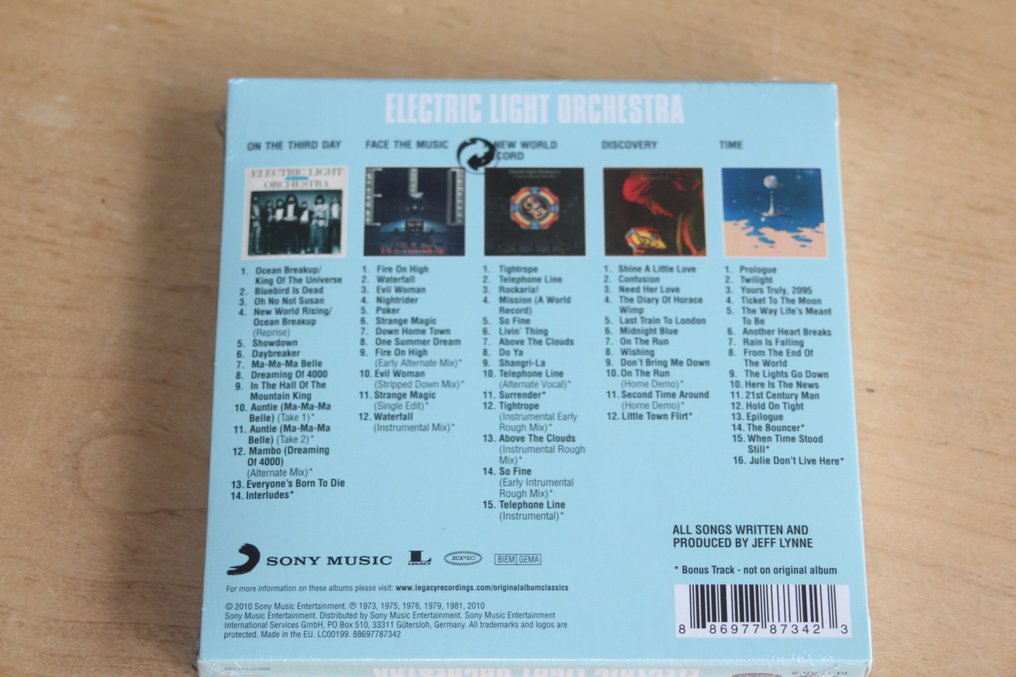 ELECTRIC LIGHT ORCHESTRA
ON THE THIRD DAY
ELECTRIC LIGHT
ORCHESTRA
1. Ocean Breakup/
King Of The Universe
2. Bluebird Is Dead
3. Oh No Not Susan
4. New World Rising/
Ocean Breakup
(Reprise)
5. Showdown
6. Daybreaker
7. Ma-Ma-Ma Belle
8. Dreaming Of 4000
9. In The Hall Of The
Mountain King
10. Auntie (Ma-Ma-Ma
Belle) (Take 1)*
11. Auntie (Ma-Ma-Ma
Belle) (Take 2)*
12. Mambo (Dreaming
Of 4000)
(Alternate Mix)*
13. Everyone's Born To Die
14. Interludes*
FACE THE MUSIC
1. Fire On High
2. Waterfall
3. Evil Woman
4. Nightrider
5. Poker
6. Strange Magic
7. Down Home Town
8. One Summer Dream
9. Fire On High
(Early Alternate Mix)*
10. Evil Woman
(Stripped Down Mix)*
11. Strange Magic
(Single Edit)*
12. Waterfall
(Instrumental Mix)*
NEW WORLD
CORD
1. Tightrope
2. Telephone Line
3. Rockaria!
4. Mission (A World
Record)
5. So Fine
6. Livin' Thing
7. Above The Clouds
8. Do Ya
9. Shangri-La
10. Telephone Line
(Alternate Vocal)*
11. Surrender*
12. Tightrope
(Instrumental Early
Rough Mix)*
13. Above The Clouds
(Instrumental Rough
Mix)*
14. So Fine
(Early Intrumental
Rough Mix)*
15. Telephone Line
(Instrumental)*
DISCOVERY
1. Shine A Little Love
2. Confusion
3. Need Her Love
4. The Diary Of Horace
Wimp
5. Last Train To London
6. Midnight Blue
7. On The Run
8. Wishing
9. Don't Bring Me Down
10. On The Run
(Home Demo)*
11. Second Time Around
(Home Demo)*
12. Little Town Flirt*
TIME
1. Prologue
2. Twilight
3. Yours Truly, 2095
4. Ticket To The Moon
5. The Way Life's Meant
To Be
6. Another Heart Breaks
7. Rain Is Falling
8. From The End Of
The World
9. The Lights Go Down
10. Here Is The News
11. 21st Century Man
12. Hold On Tight
13. Epilogue
14. The Bouncer*
15. When Time Stood
Still*
16. Julie Don't Live Here*
ALL SONGS WRITTEN AND
PRODUCED BY JEFF LYNNE
* Bonus Track - not on original album
SONY MUSIC
L
LEGACY
EPIC
BIEM GEMA
For more information on these albums please visit: www.legacyrecordings.com/originalalbumclassics
© 2010 Sony Music Entertainment. ℗ 1973, 1975, 1976, 1979, 1981, 2010
Sony Music Entertainment. Distributed by Sony Music Entertainment
International Services GmbH, PO Box 510, 33311 Gütersloh, Germany. All trademarks and logos are
protected. Made in the EU. LC00199. 88697787342
8 86977 87342 3
ELECTRIC LIGHT ORCHESTRA